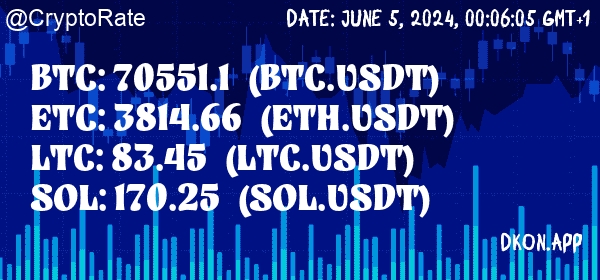 @CryptoRate
DATE: JUNE 5, 2024, 00:06:05 GMT+1
BTC: 70551.1 (BTC.USDT)
ETC: 3814.66 (ETH.USDT)
LTC: 83.45 (LTC.USDT)
SOL: 170.25 (SOL.USDT)
DKON.APP